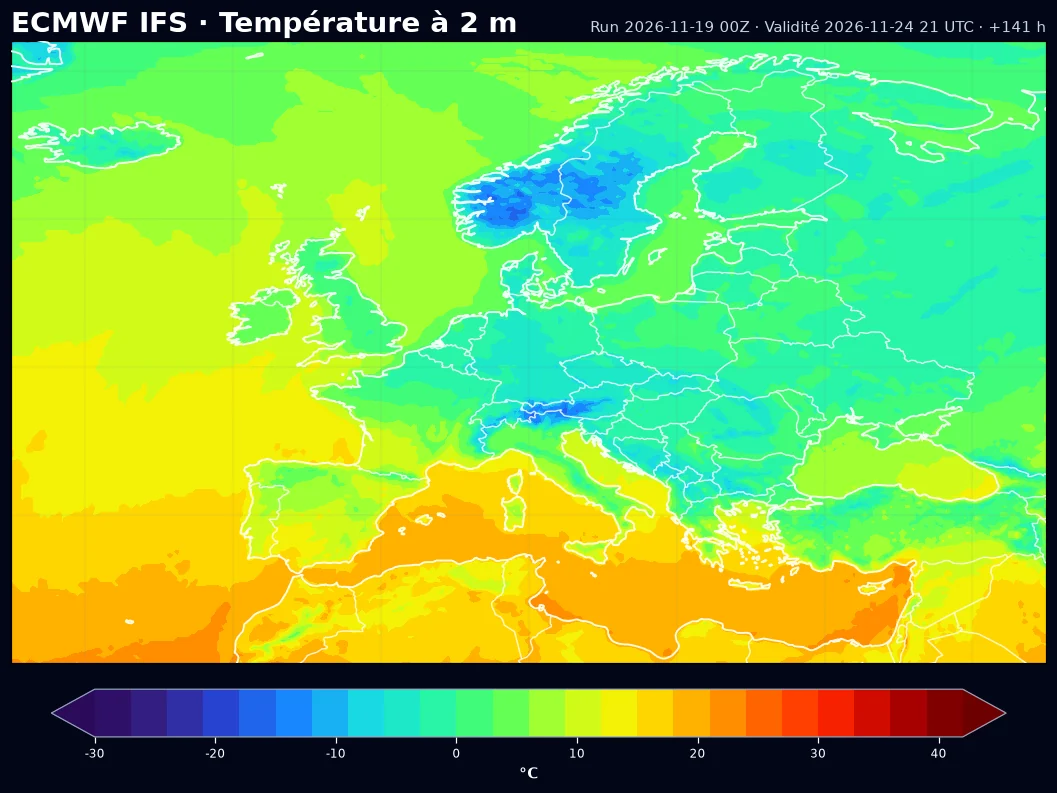 ECMWF IFS · Température à 2 m
Run 2026-11-19 00Z · Validité 2026-11-24 21 UTC · +141 h
-30 -20 -10 0 10 20 30 40
°C